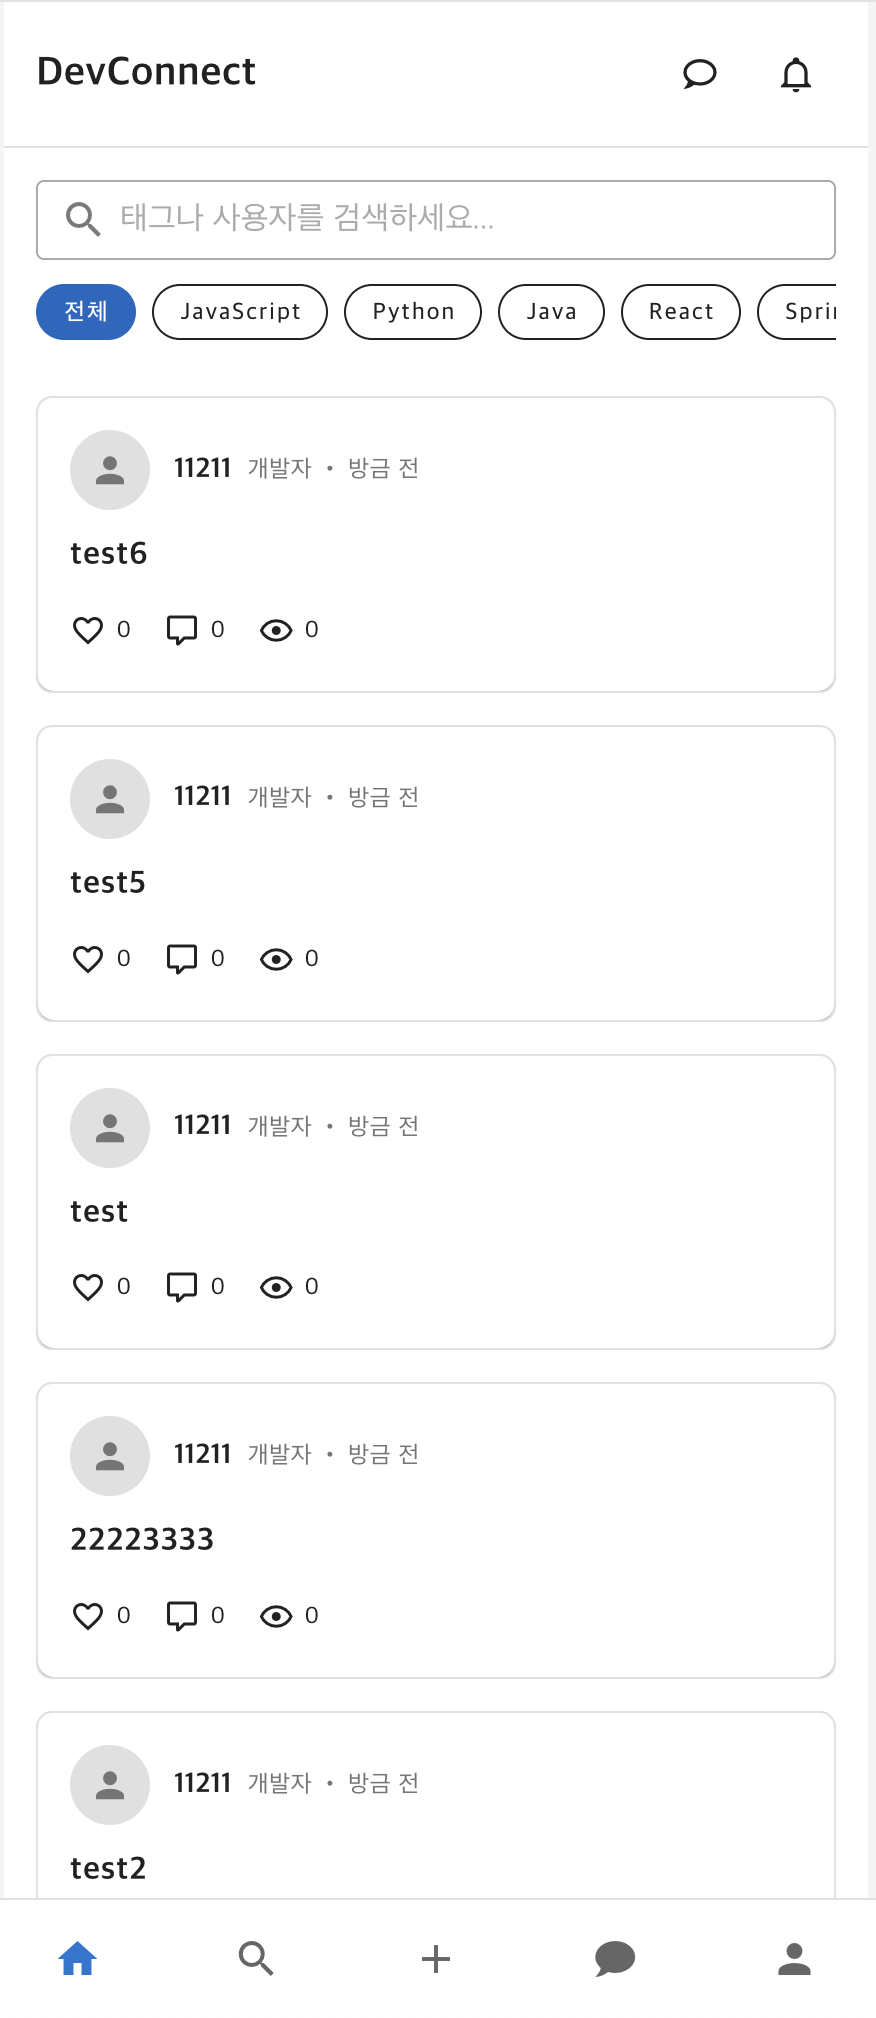 DevConnect
태그나 사용자를 검색하세요...
전체 JavaScript Python Java React Sprin
11211 개발자 • 방금 전
test6
0 0 0
11211 개발자 • 방금 전
test5
0 0 0
11211 개발자 • 방금 전
test
0 0 0
11211 개발자 • 방금 전
22223333
0 0 0
11211 개발자 • 방금 전
test2